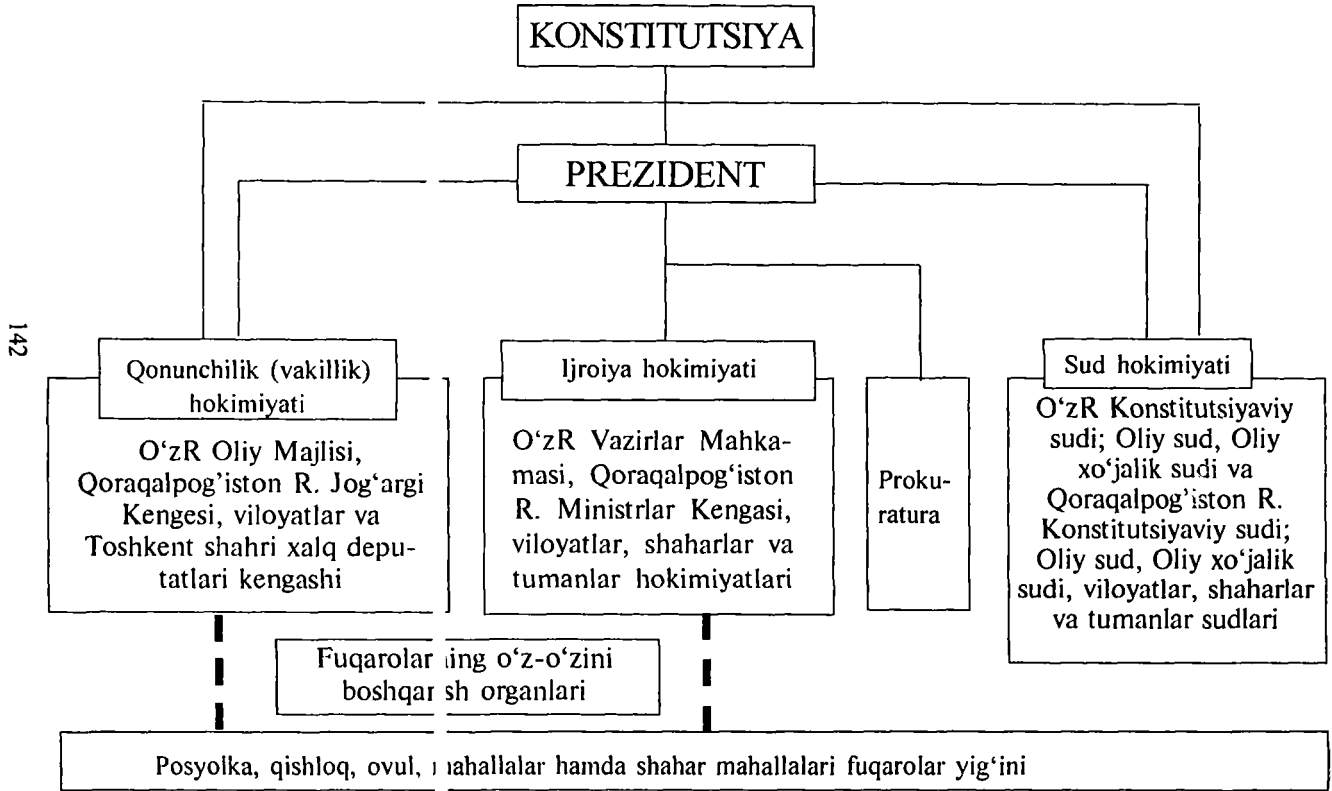 KONSTITUTSIYA
PREZIDENT
142
Qonunchilik (vakillik)
hokimiyati
O‘zR Oliy Majlisi,
Qoraqalpog’iston R. Jog‘argi
Kengesi, viloyatlar va
Toshkent shahri xalq depu-
tatlari kengashi
Ijroiya hokimiyati
O‘zR Vazirlar Mahka-
masi, Qoraqalpog‘iston
R. Ministrlar Kengasi,
viloyatlar, shaharlar va
tumanlar hokimiyatlari
Proku-
ratura
Sud hokimiyati
O‘zR Konstitutsiyaviy
sudi; Oliy sud, Oliy
xo‘jalik sudi va
Qoraqalpog’iston R.
Konstitutsiyaviy sudi;
Oliy sud, Oliy xo‘jalik
sudi, viloyatlar, shaharlar
va tumanlar sudlari
Fuqarolarning o‘z-o‘zini
boshqarish organlari
Posyolka, qishloq, ovul, mahallalar hamda shahar mahallalari fuqarolar yig‘ini